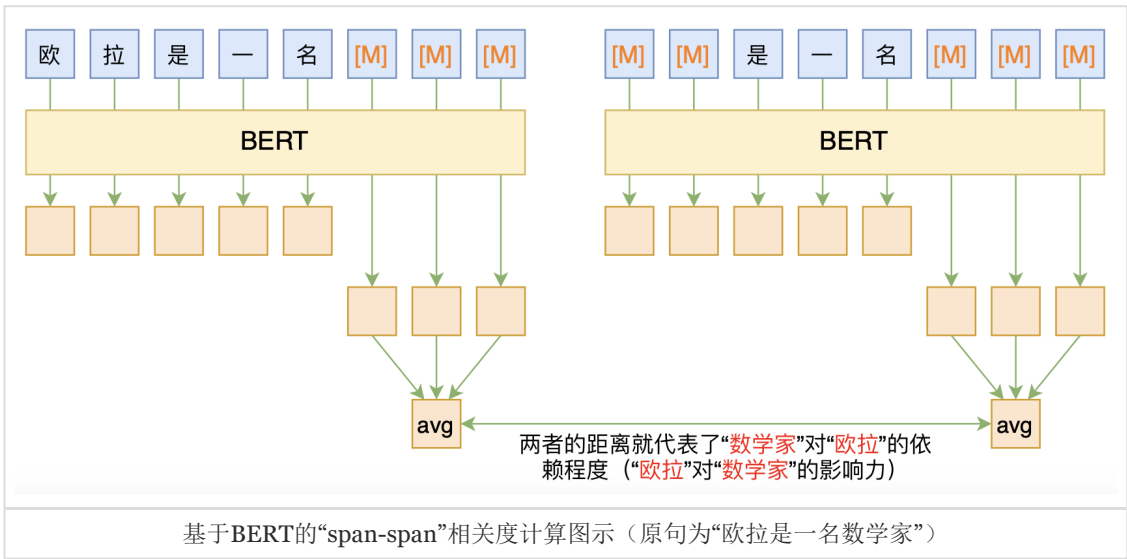 欧 拉 是 一 名 [M] [M] [M] [M] [M] 是 一 名 [M] [M] [M]
BERT BERT
avg avg
两者的距离就代表了“数学家”对“欧拉”的依
赖程度（“欧拉”对“数学家”的影响力）
基于BERT的“span-span”相关度计算图示（原句为“欧拉是一名数学家”）